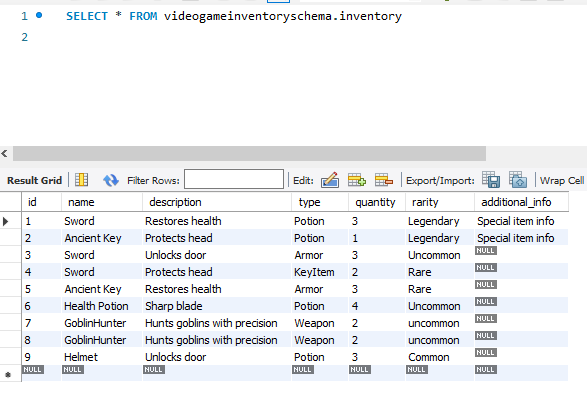 1 SELECT * FROM videogameinventoryschema.inventory
2
Result Grid Filter Rows: Edit: Export/Import: Wrap Cell
id name description type quantity rarity additional_info
1 Sword Restores health Potion 3 Legendary Special item info
2 Ancient Key Protects head Potion 1 Legendary Special item info
3 Sword Unlocks door Armor 3 Uncommon NULL
4 Sword Protects head KeyItem 2 Rare NULL
5 Ancient Key Restores health Armor 3 Rare NULL
6 Health Potion Sharp blade Potion 4 Uncommon NULL
7 GoblinHunter Hunts goblins with precision Weapon 2 uncommon NULL
8 GoblinHunter Hunts goblins with precision Weapon 2 uncommon NULL
9 Helmet Unlocks door Potion 3 Common NULL
NULL NULL NULL NULL NULL NULL NULL